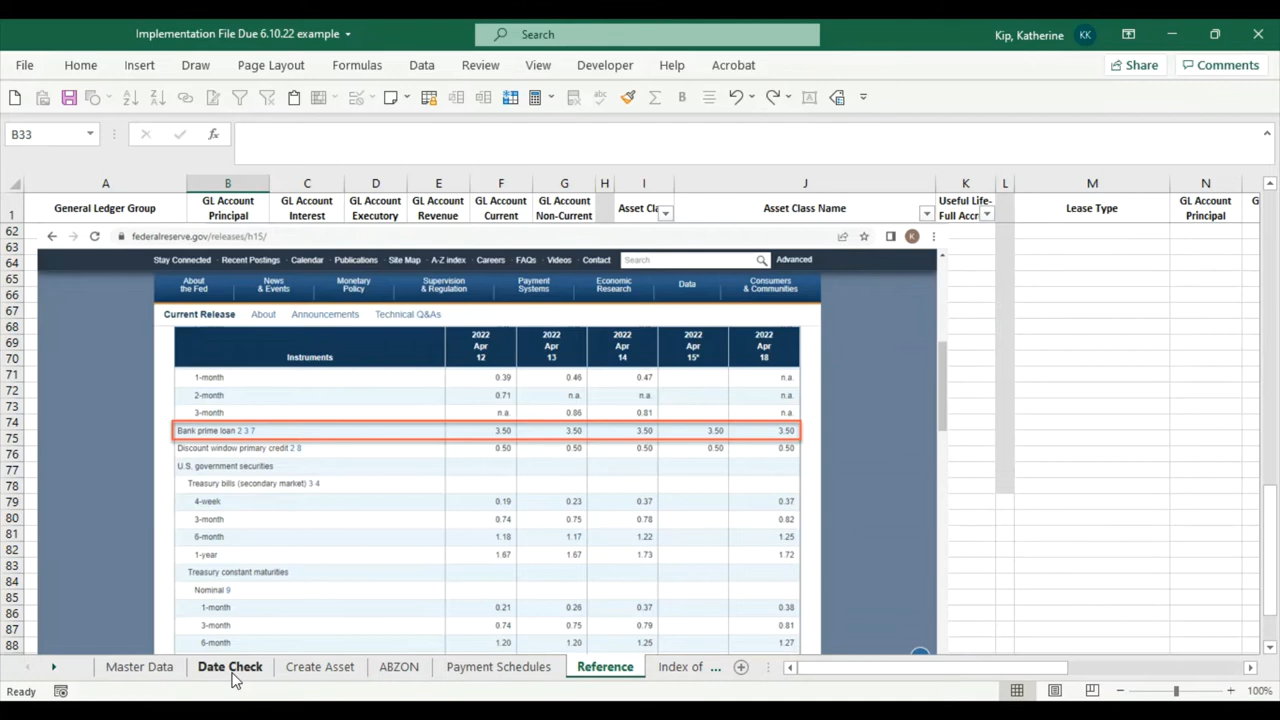 Implementation File Due 6.10.22 example
Search
Kip, Katherine KK
File Home Insert Draw Page Layout Formulas Data Review View Developer Help Acrobat Share Comments
B33
A B C D E F G H I J K L M N
1 General Ledger Group GL Account Principal GL Account Interest GL Account Executory GL Account Revenue GL Account Current GL Account Non-Current Asset Cla Asset Class Name Useful Life- Full Accr Lease Type GL Account Principal G
62
63 federalreserve.gov/releases/h15/ K
64 Stay Connected Recent Postings Calendar Publications Site Map A-Z index Careers FAQs Videos Contact Search Advanced
65 About the Fed News & Events Monetary Policy Supervision & Regulation Payment Systems Economic Research Data Consumers & Communities
66
67 Current Release About Announcements Technical Q&As
68
69 Instruments 2022 Apr 12 2022 Apr 13 2022 Apr 14 2022 Apr 15* 2022 Apr 18
70
71 1-month 0.39 0.46 0.47 n.a.
72 2-month 0.71 n.a. n.a. n.a.
73 3-month n.a. 0.86 0.81 n.a.
74 Bank prime loan 2 3 7 3.50 3.50 3.50 3.50 3.50
75
76 Discount window primary credit 2 8 0.50 0.50 0.50 0.50 0.50
77 U.S. government securities
78 Treasury bills (secondary market) 3 4
79 4-week 0.19 0.23 0.37 0.37
80 3-month 0.74 0.75 0.78 0.82
81 6-month 1.18 1.17 1.22 1.25
82 1-year 1.67 1.67 1.73 1.72
83 Treasury constant maturities
84 Nominal 9
85
86 1-month 0.21 0.26 0.37 0.38
87 3-month 0.74 0.75 0.79 0.81
88 6-month 1.20 1.20 1.25 1.27
Master Data Date Check Create Asset ABZON Payment Schedules Reference Index of ...
Ready 100%